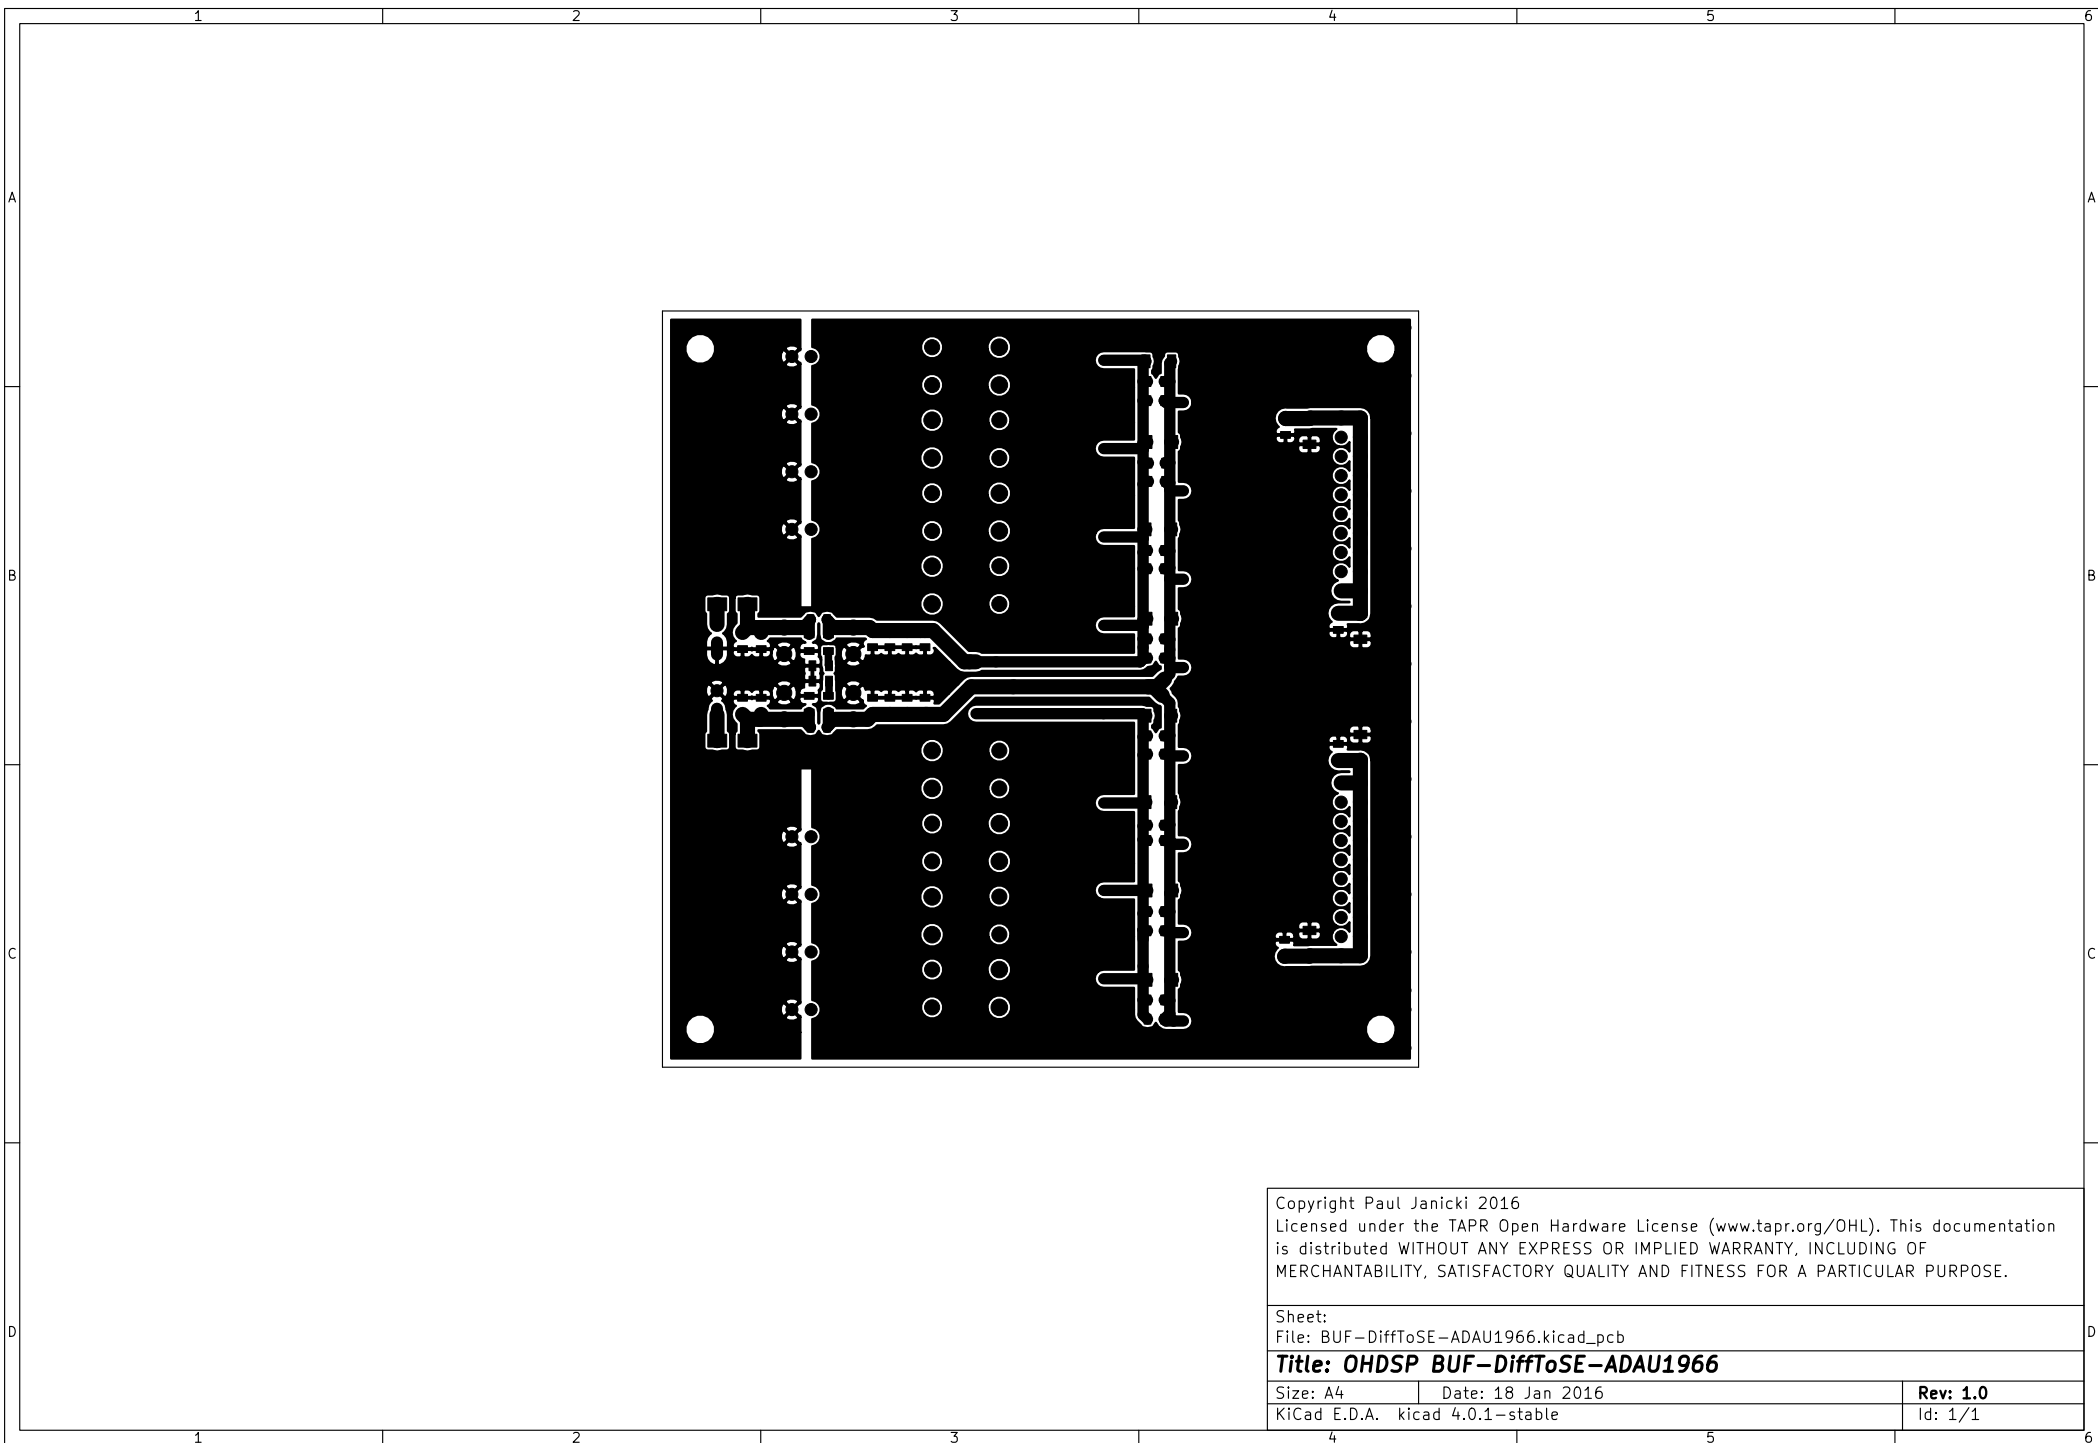 1 2 3 4 5 6
A A
B B
C C
Copyright Paul Janicki 2016
Licensed under the TAPR Open Hardware License (www.tapr.org/OHL). This documentation
is distributed WITHOUT ANY EXPRESS OR IMPLIED WARRANTY, INCLUDING OF
MERCHANTABILITY, SATISFACTORY QUALITY AND FITNESS FOR A PARTICULAR PURPOSE.
Sheet:
D D
File: BUF-DiffToSE-ADAU1966.kicad_pcb
Title: OHDSP BUF-DiffToSE-ADAU1966
Size: A4 Date: 18 Jan 2016 Rev: 1.0
KiCad E.D.A. kicad 4.0.1-stable Id: 1/1
1 2 3 4 5 6